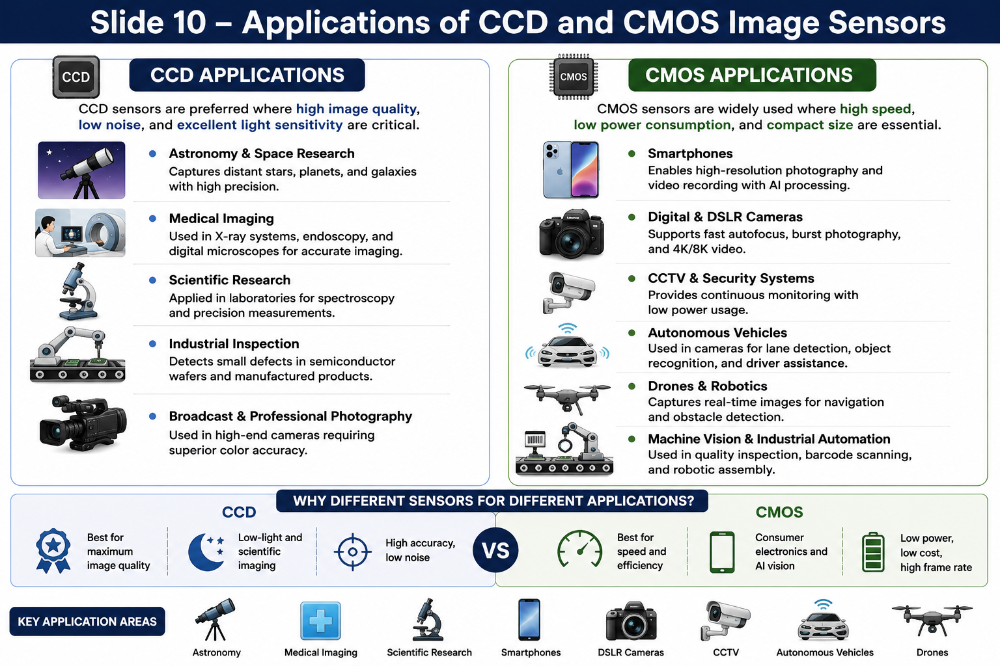 Slide 10 – Applications of CCD and CMOS Image Sensors
CCD
CCD APPLICATIONS
CCD sensors are preferred where high image quality,
low noise, and excellent light sensitivity are critical.
Astronomy & Space Research
Captures distant stars, planets, and galaxies
with high precision.
Medical Imaging
Used in X-ray systems, endoscopy, and
digital microscopes for accurate imaging.
Scientific Research
Applied in laboratories for spectroscopy
and precision measurements.
Industrial Inspection
Detects small defects in semiconductor
wafers and manufactured products.
Broadcast & Professional Photography
Used in high-end cameras requiring
superior color accuracy.
CMOS
CMOS APPLICATIONS
CMOS sensors are widely used where high speed,
low power consumption, and compact size are essential.
Smartphones
Enables high-resolution photography and
video recording with AI processing.
Digital & DSLR Cameras
Supports fast autofocus, burst photography,
and 4K/8K video.
CCTV & Security Systems
Provides continuous monitoring with
low power usage.
Autonomous Vehicles
Used in cameras for lane detection, object
recognition, and driver assistance.
Drones & Robotics
Captures real-time images for navigation
and obstacle detection.
Machine Vision & Industrial Automation
Used in quality inspection, barcode scanning,
and robotic assembly.
WHY DIFFERENT SENSORS FOR DIFFERENT APPLICATIONS?
CCD
Best for
maximum
image quality
Low-light and
scientific
imaging
High accuracy,
low noise
VS
CMOS
Best for
speed and
efficiency
Consumer
electronics and
AI vision
Low power,
low cost,
high frame rate
KEY APPLICATION AREAS
Astronomy
Medical Imaging
Scientific Research
Smartphones
DSLR Cameras
CCTV
Autonomous Vehicles
Drones